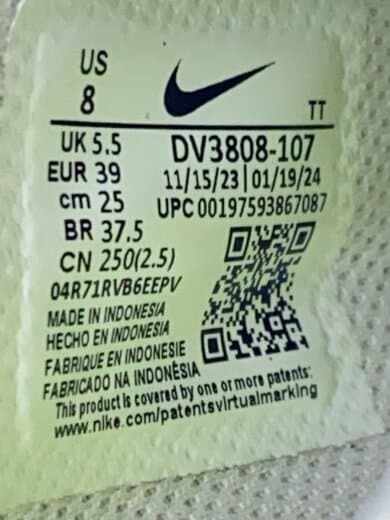 US
8
TT
UK 5.5
EUR 39
cm 25
BR 37.5
CN 250(2.5)
04R71RVB6EEPV
DV3808-107
11/15/23|01/19/24
UPC 00197593867087
MADE IN INDONESIA
HECHO EN INDONESIA
FABRIQUE EN INDONESIE
FABRICADO NA INDONÉSIA
This product is covered by one or more patents:
www.nike.com/patentsvirtualmarking